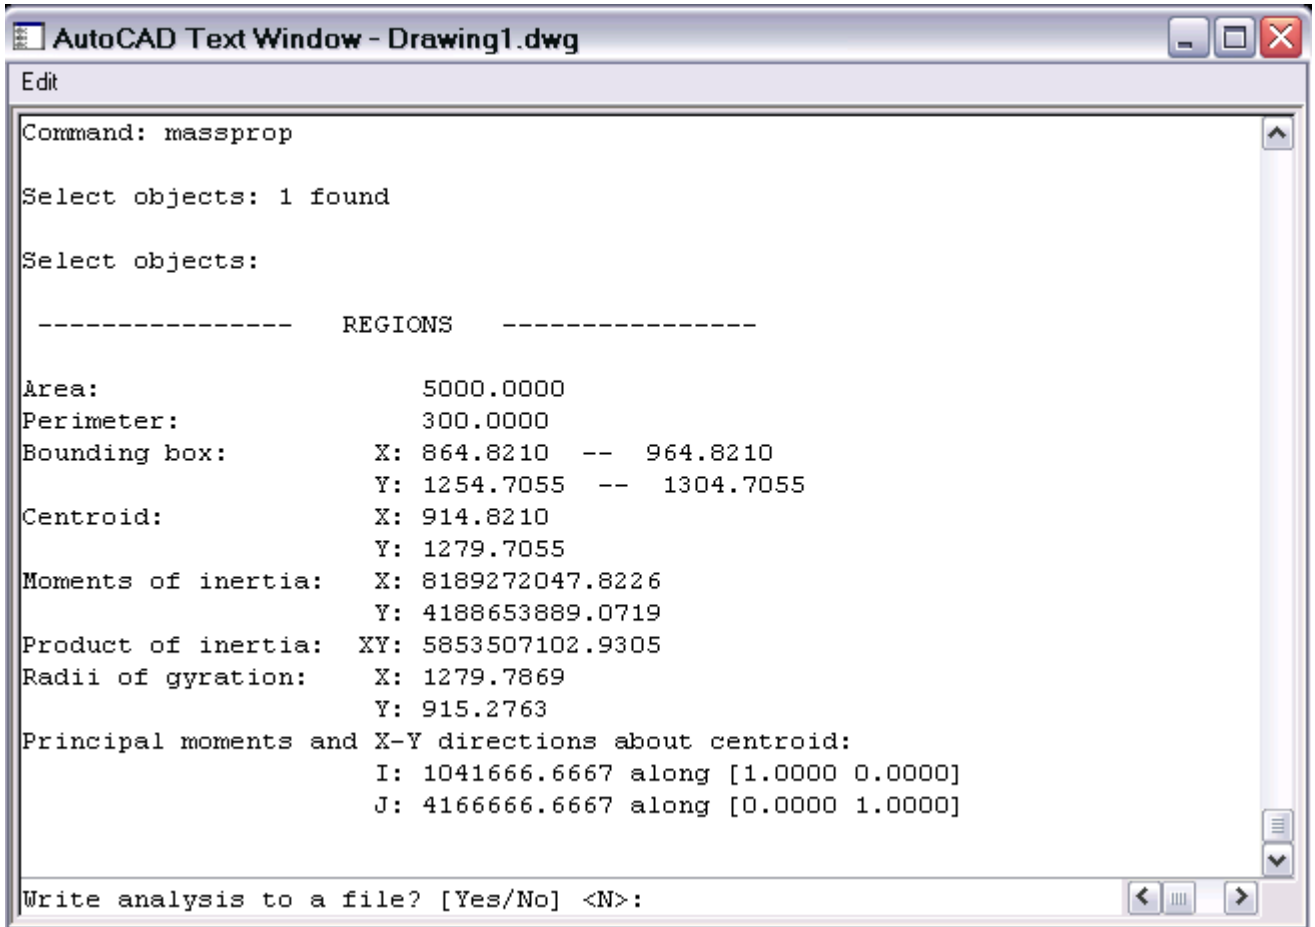 AutoCAD Text Window - Drawing1.dwg
Edit
Command: massprop
Select objects: 1 found
Select objects:
---------------- REGIONS ----------------
Area: 5000.0000
Perimeter: 300.0000
Bounding box: X: 864.8210 -- 964.8210
Y: 1254.7055 -- 1304.7055
Centroid: X: 914.8210
Y: 1279.7055
Moments of inertia: X: 8189272047.8226
Y: 4188653889.0719
Product of inertia: XY: 5853507102.9305
Radii of gyration: X: 1279.7869
Y: 915.2763
Principal moments and X-Y directions about centroid:
I: 1041666.6667 along [1.0000 0.0000]
J: 4166666.6667 along [0.0000 1.0000]
Write analysis to a file? [Yes/No] <N>: